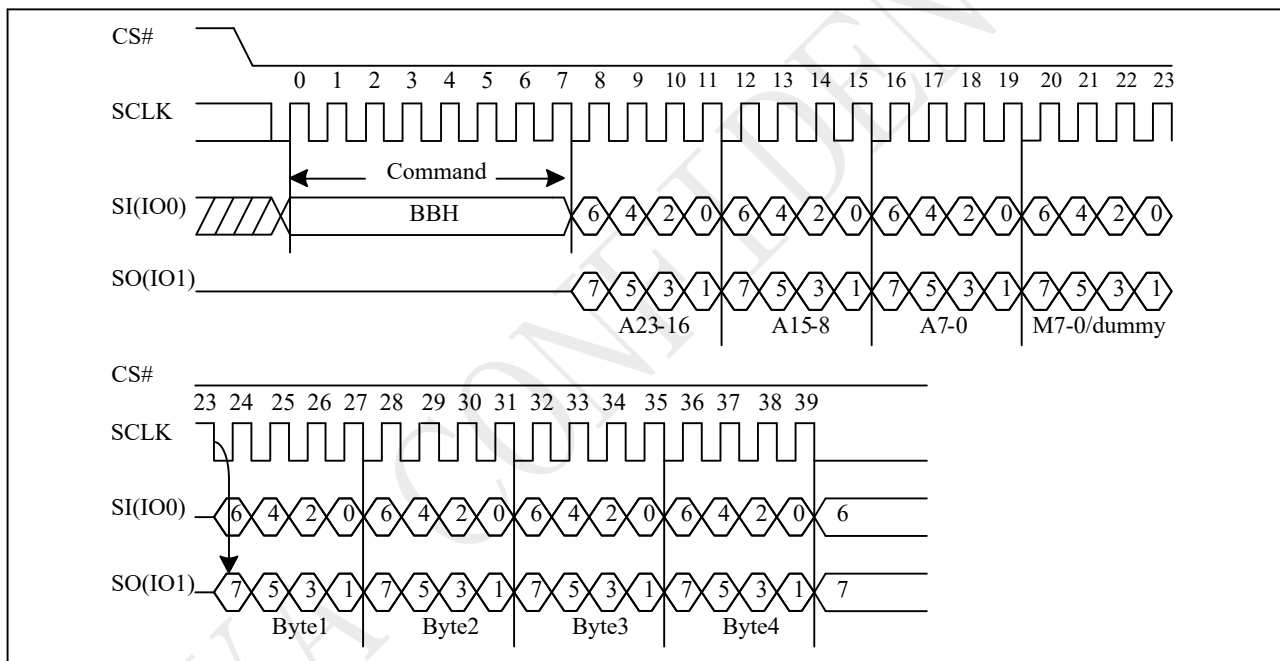 CS#
0 1 2 3 4 5 6 7 8 9 10 11 12 13 14 15 16 17 18 19 20 21 22 23
SCLK
Command
SI(IO0) BBH 6 4 2 0 6 4 2 0 6 4 2 0 6 4 2 0
SO(IO1) 7 5 3 1 7 5 3 1 7 5 3 1 7 5 3 1
A23-16 A15-8 A7-0 M7-0/dummy
CS#
23 24 25 26 27 28 29 30 31 32 33 34 35 36 37 38 39
SCLK
SI(IO0) 6 4 2 0 6 4 2 0 6 4 2 0 6 4 2 0 6
SO(IO1) 7 5 3 1 7 5 3 1 7 5 3 1 7 5 3 1 7
Byte1 Byte2 Byte3 Byte4